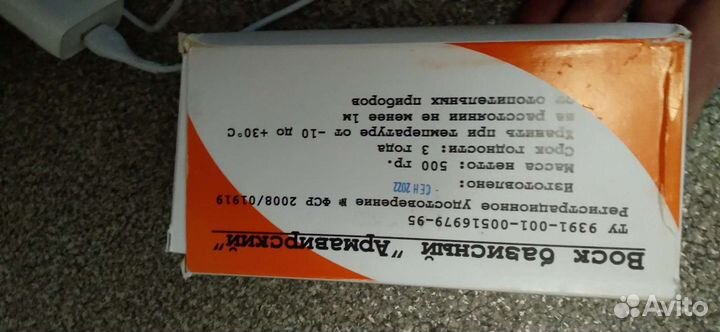 Воск базисный "Армавирский"
ТУ 9391-001-00516979-95
Регистрационное удостоверение № ФСР 2008/01919
Изготовлено: - СЕН 2022
Масса нетто: 500 гр.
Срок годности: 3 года
Хранить при температуре от -10 до +30°С
на расстоянии не менее 1м
от отопительных приборов
Avito